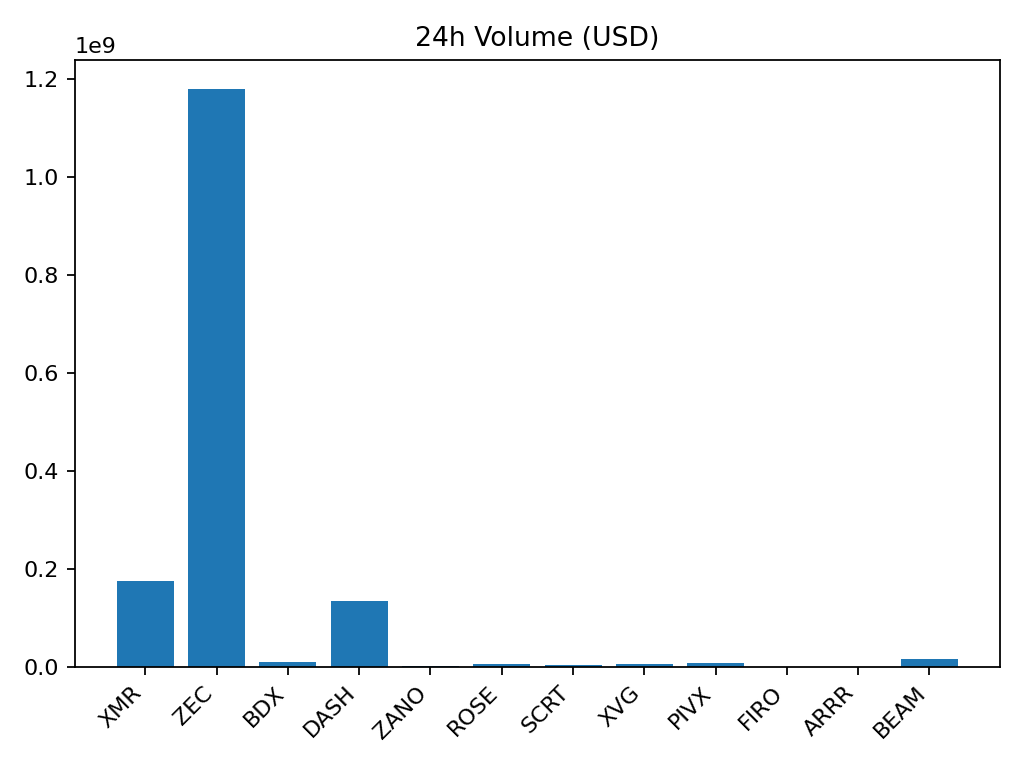 24h Volume (USD)
1e9
1.2
1.0
0.8
0.6
0.4
0.2
0.0
XMR ZEC BDX DASH ZANO ROSE SCRT XVG PIVX FIRO ARRR BEAM